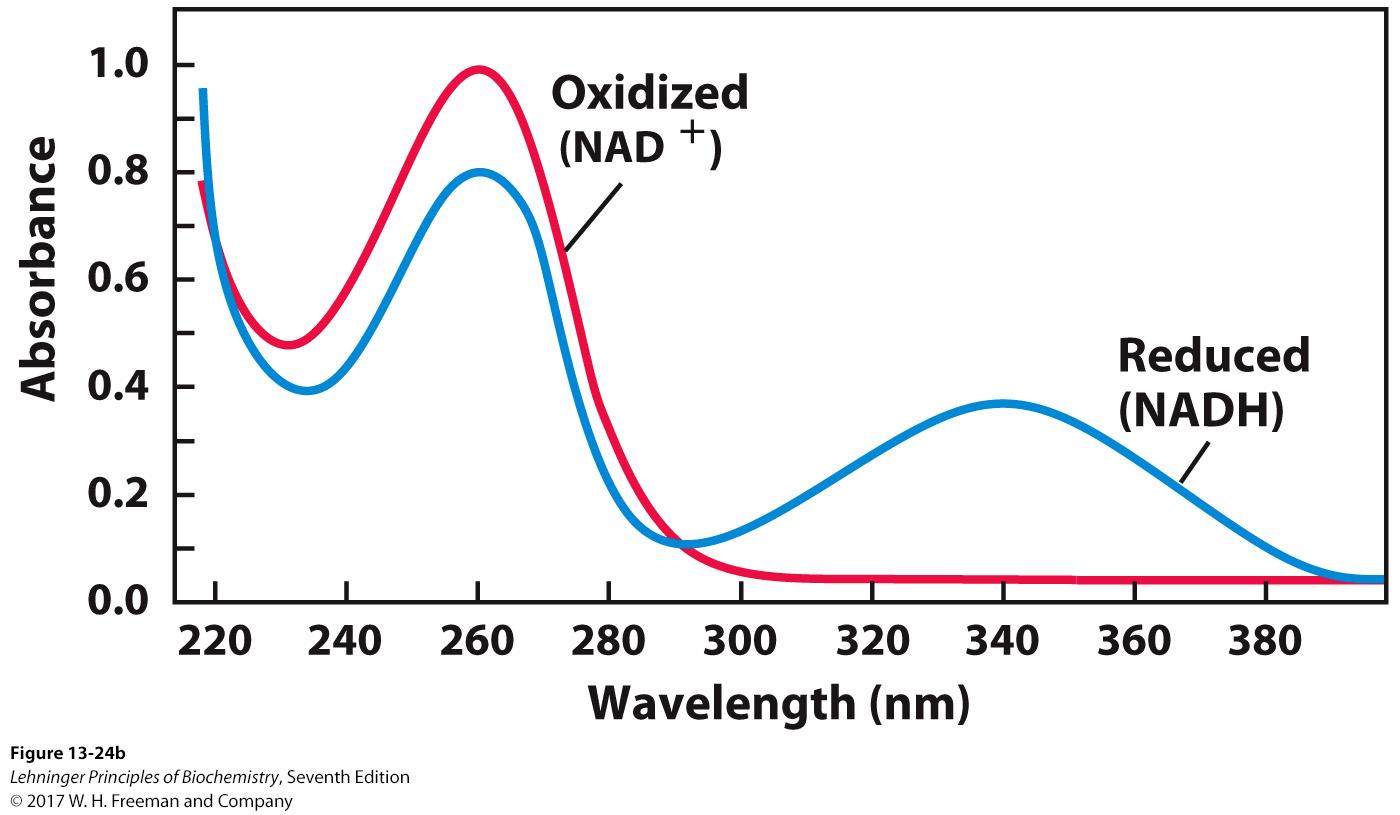 1.0
0.8
0.6
0.4
0.2
0.0
Absorbance
Oxidized
(NAD +)
Reduced
(NADH)
220 240 260 280 300 320 340 360 380
Wavelength (nm)
Figure 13-24b
Lehninger Principles of Biochemistry, Seventh Edition
© 2017 W. H. Freeman and Company